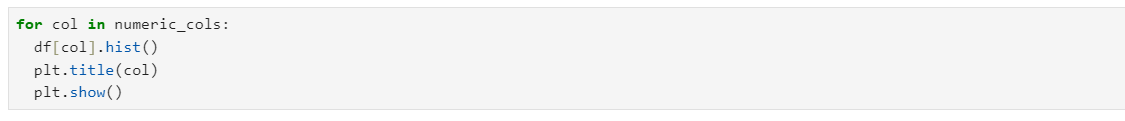 for col in numeric_cols:
  df[col].hist()
  plt.title(col)
  plt.show()